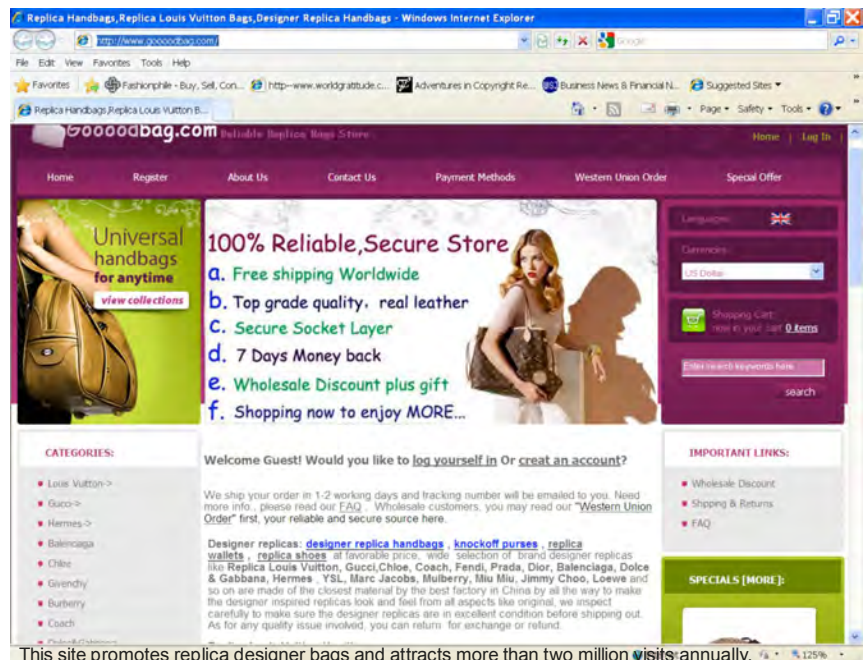 Replica Handbags,Replica Louis Vuitton Bags,Designer Replica Handbags - Windows Internet Explorer
http://www.goooodbag.com/
Google
File Edit View Favorites Tools Help
Favorites Fashionphile - Buy, Sell, Con... http--www.worldgratitude.c... Adventures in Copyright Re... Business News & Financial N... Suggested Sites
Replica Handbags,Replica Louis Vuitton B...
Page Safety Tools
Goooodbag.com Reliable Replica Bags Store
Home | Log In |
Home Register About Us Contact Us Payment Methods Western Union Order Special Offer
Universal
handbags
for anytime
view collections
100% Reliable,Secure Store
a. Free shipping Worldwide
b. Top grade quality, real leather
c. Secure Socket Layer
d. 7 Days Money back
e. Wholesale Discount plus gift
f. Shopping now to enjoy MORE...
Languages:
Currencies:
US Dollar
Shopping Cart:
now in your cart 0 items
Enter search keywords here
search
CATEGORIES:
Louis Vuitton->
Gucci->
Hermes->
Balenciaga
Chloe
Givenchy
Burberry
Coach
Dolce&Gabbana
Welcome Guest! Would you like to log yourself in Or creat an account?
We ship your order in 1-2 working days and tracking number will be emailed to you. Need
more info., please read our FAQ . Wholesale customers, you may read our "Western Union
Order" first, your reliable and secure source here.
Designer replicas: designer replica handbags , knockoff purses , replica
wallets , replica shoes at favorable price, wide selection of brand designer replicas
like Replica Louis Vuitton, Gucci,Chloe, Coach, Fendi, Prada, Dior, Balenciaga, Dolce
& Gabbana, Hermes , YSL, Marc Jacobs, Mulberry, Miu Miu, Jimmy Choo, Loewe and
so on are made of the closest material by the best factory in China by all the way to make
the designer inspired replicas look and feel from all aspects like original, we inspect
carefully to make sure the designer replicas are in excellent condition before shipping out.
As for any quality issue involved, you can return for exchange or refund.
IMPORTANT LINKS:
Wholesale Discount
Shipping & Returns
FAQ
SPECIALS [MORE]:
125%
This site promotes replica designer bags and attracts more than two million visits annually.